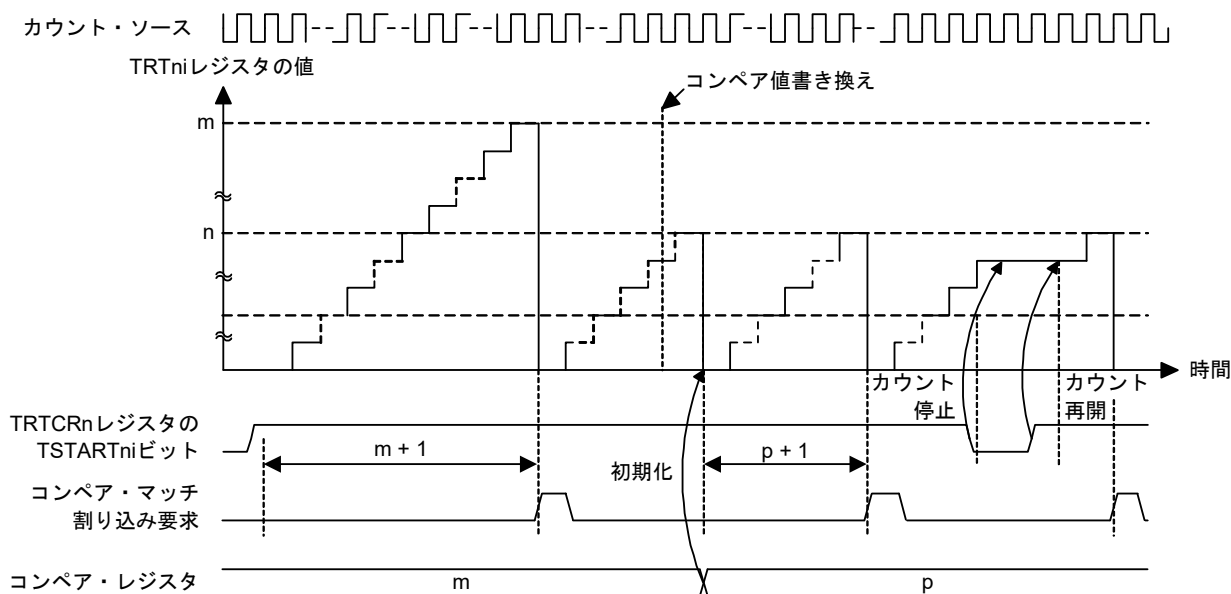 カウント・ソース
TRTniレジスタの値
コンペア値書き換え
m
n
時間
カウント
停止
カウント
再開
TRTCRnレジスタの
TSTARTniビット
m + 1
初期化
p + 1
コンペア・マッチ
割り込み要求
コンペア・レジスタ
m
p